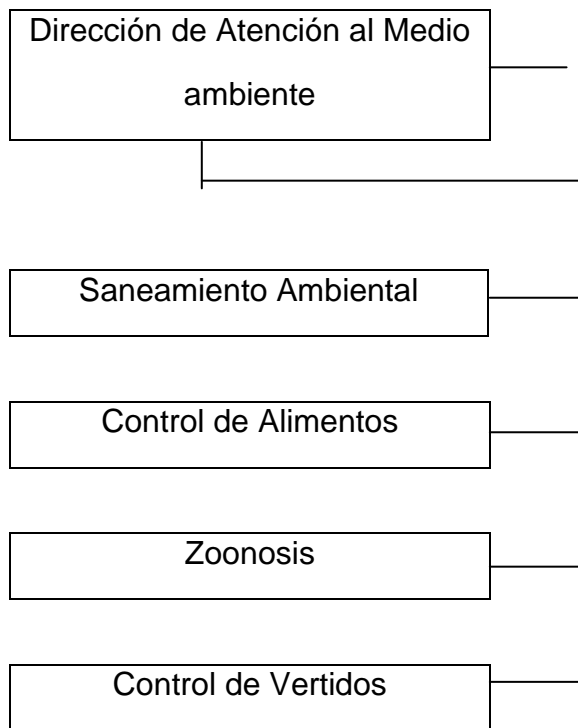 Dirección de Atención al Medio
ambiente
Saneamiento Ambiental
Control de Alimentos
Zoonosis
Control de Vertidos